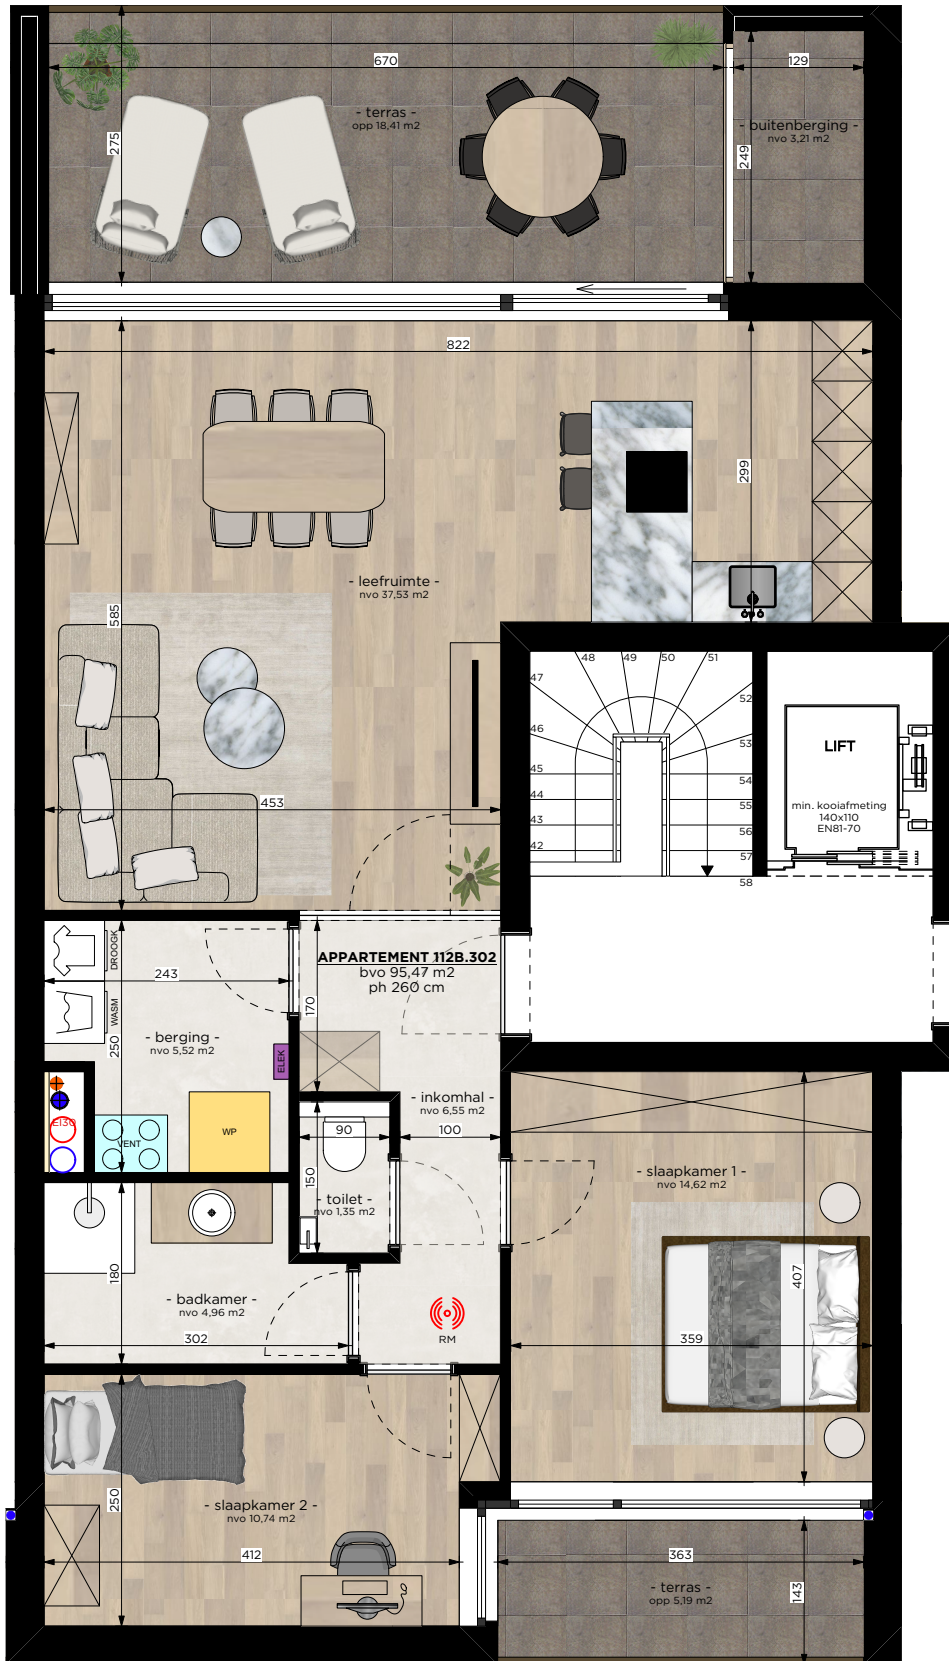 670
129
- terras -
opp 18,41 m2
- buitenberging -
nvo 3,21 m2
275
249
822
299
- leefruimte -
nvo 37,53 m2
585
453
48
49
50
51
47
52
46
53
45
54
44
55
43
56
42
57
58
LIFT
min. kooiafmeting
140x110
EN81-70
DROOGK
WASM
243
250
- berging -
nvo 5,52 m2
ELEK
EI30
VENT
WP
APPARTEMENT 112B.302
bvo 95,47 m2
ph 260 cm
170
- inkomhal -
nvo 6,55 m2
90
100
150
- toilet -
nvo 1,35 m2
- slaapkamer 1 -
nvo 14,62 m2
407
359
180
- badkamer -
nvo 4,96 m2
302
RM
250
- slaapkamer 2 -
nvo 10,74 m2
412
363
- terras -
opp 5,19 m2
143